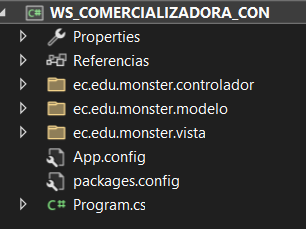 WS_COMERCIALIZADORA_CON
Properties
Referencias
ec.edu.monster.controlador
ec.edu.monster.modelo
ec.edu.monster.vista
App.config
packages.config
C# Program.cs